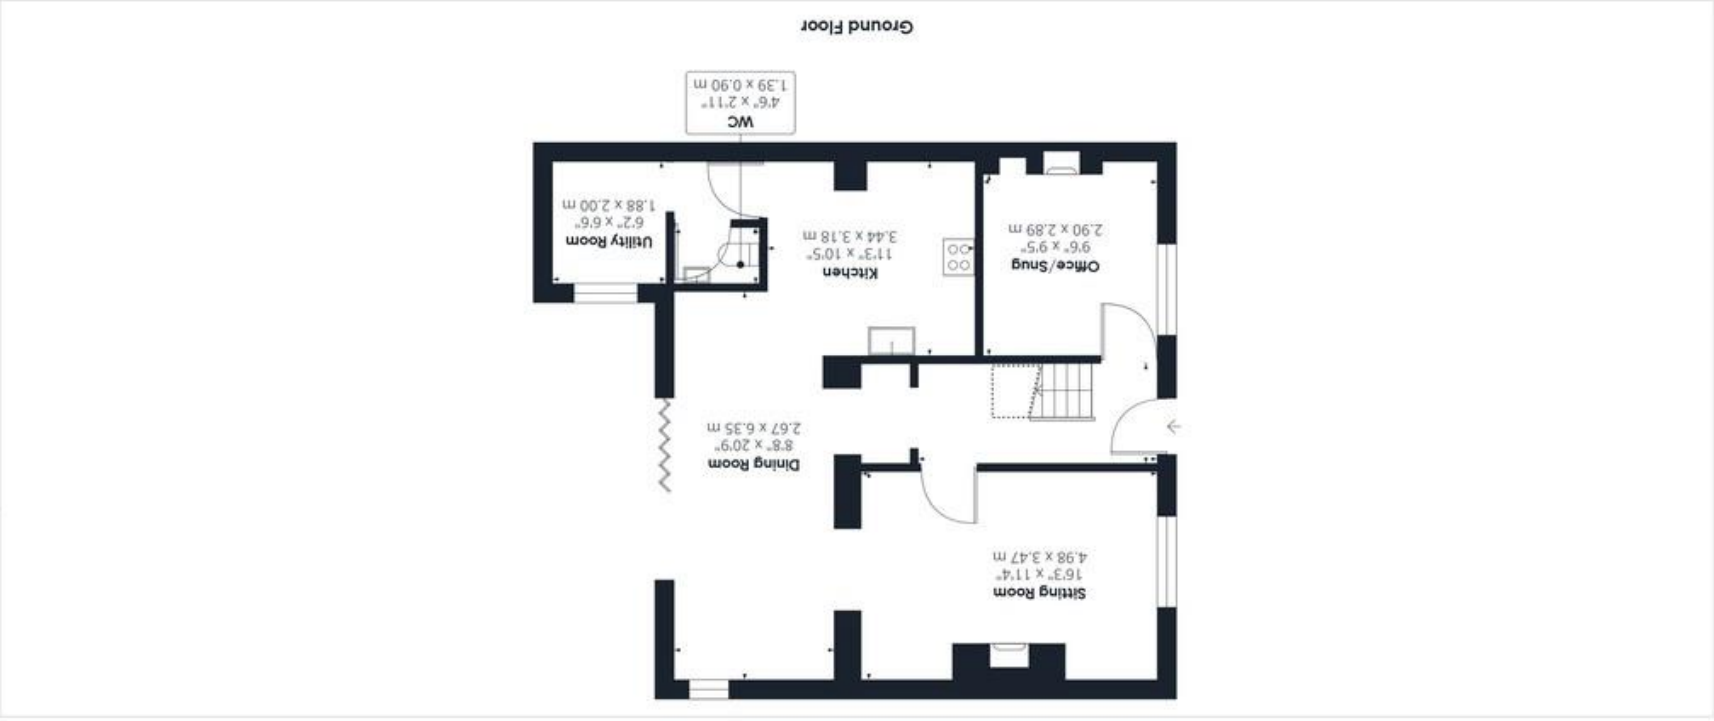 Sitting Room
16'3" x 11'4"
4.98 x 3.47 m
Dining Room
8'8" x 20'9"
2.67 x 6.35 m
Office/Snug
9'6" x 9'5"
2.90 x 2.89 m
Kitchen
11'3" x 10'5"
3.44 x 3.18 m
Utility Room
6'2" x 6'6"
1.88 x 2.00 m
WC
4'6" x 2'11"
1.39 x 0.90 m
Ground Floor